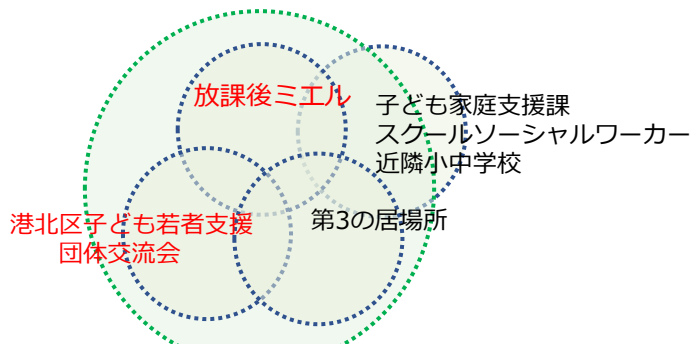 放課後ミエル
子ども家庭支援課
スクールソーシャルワーカー
近隣小中学校
港北区子ども若者支援
団体交流会
第3の居場所